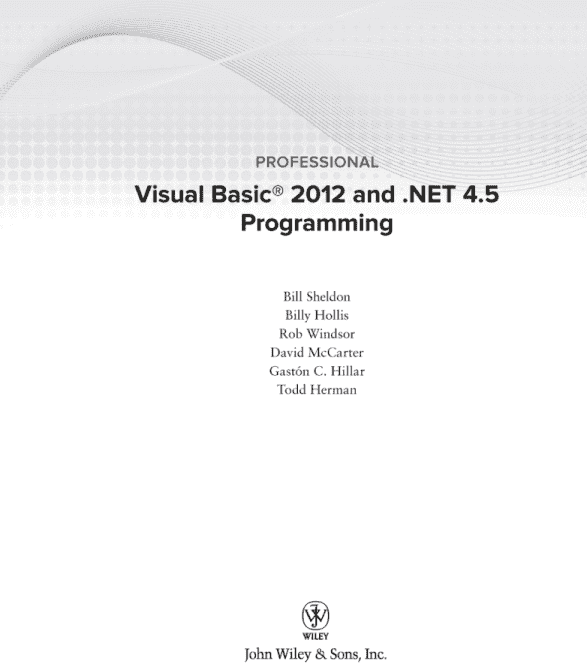 PROFESSIONAL
Visual Basic® 2012 and .NET 4.5
Programming
Bill Sheldon
Billy Hollis
Rob Windsor
David McCarter
Gastón C. Hillar
Todd Herman
WILEY
John Wiley & Sons, Inc.